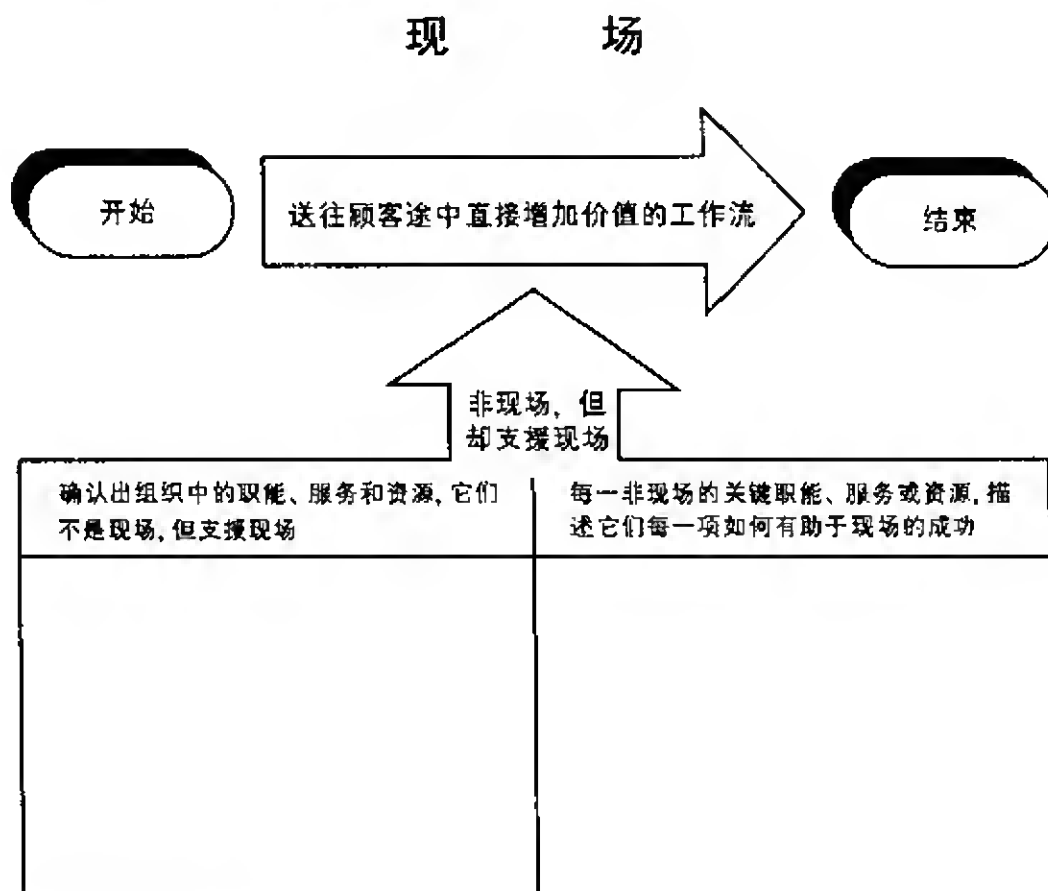 现 场
开始
送往顾客途中直接增加价值的工作流
结束
非现场，但
却支援现场
确认出组织中的职能、服务和资源，它们
不是现场，但支援现场
每一非现场的关键职能、服务或资源，描
述它们每一项如何有助于现场的成功